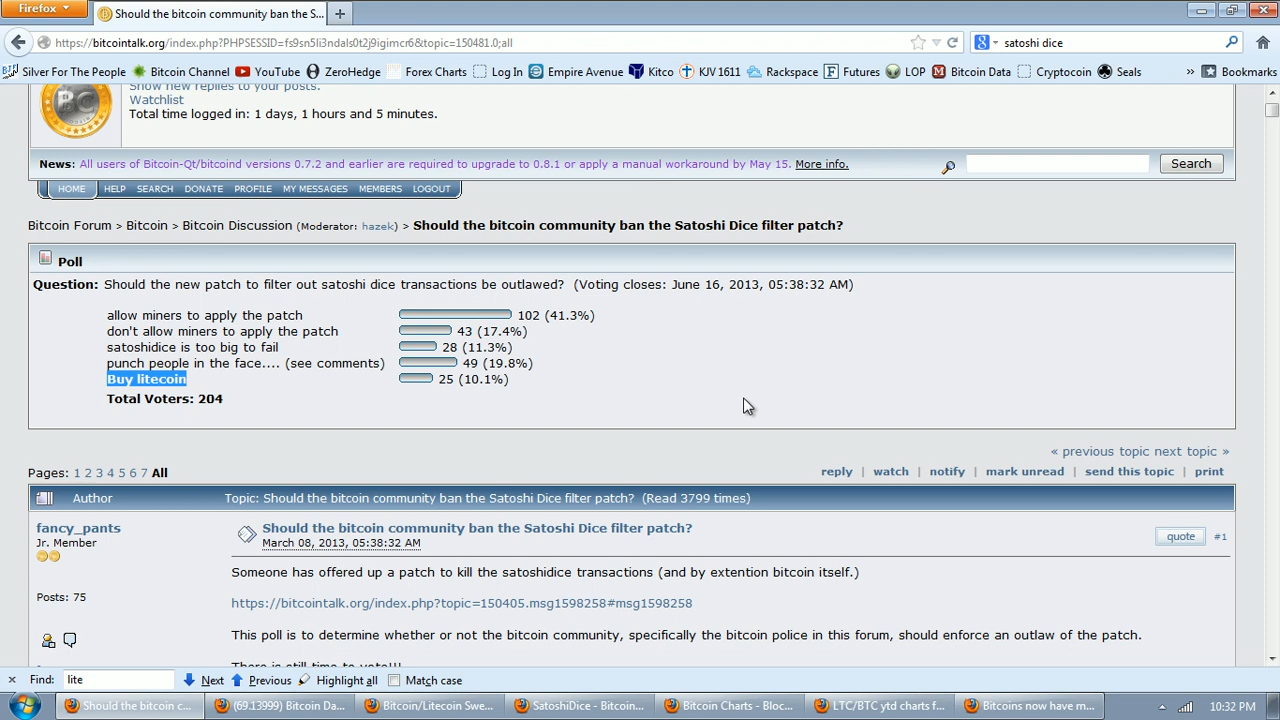 Firefox
Should the bitcoin community ban the S...
https://bitcointalk.org/index.php?PHPSESSID=fs9sn5li3ndals0t2j9igimcr6&topic=150481.0;all
satoshi dice
Silver For The People
Bitcoin Channel
YouTube
ZeroHedge
Forex Charts
Log In
Empire Avenue
Kitco
KJV 1611
Rackspace
Futures
LOP
Bitcoin Data
Cryptocoin
Seals
»
Bookmarks
Show new replies to your posts.
Watchlist
Total time logged in: 1 days, 1 hours and 5 minutes.
News: All users of Bitcoin-Qt/bitcoind versions 0.7.2 and earlier are required to upgrade to 0.8.1 or apply a manual workaround by May 15. More info.
Search
HOME HELP SEARCH DONATE PROFILE MY MESSAGES MEMBERS LOGOUT
Bitcoin Forum > Bitcoin > Bitcoin Discussion (Moderator: hazek) > Should the bitcoin community ban the Satoshi Dice filter patch?
Poll
Question: Should the new patch to filter out satoshi dice transactions be outlawed? (Voting closes: June 16, 2013, 05:38:32 AM)
allow miners to apply the patch 102 (41.3%)
don't allow miners to apply the patch 43 (17.4%)
satoshidice is too big to fail 28 (11.3%)
punch people in the face.... (see comments) 49 (19.8%)
Buy litecoin 25 (10.1%)
Total Voters: 204
« previous topic next topic »
Pages: 1 2 3 4 5 6 7 All
reply | watch | notify | mark unread | send this topic | print
Author Topic: Should the bitcoin community ban the Satoshi Dice filter patch? (Read 3799 times)
fancy_pants
Jr. Member
Posts: 75
Should the bitcoin community ban the Satoshi Dice filter patch?
March 08, 2013, 05:38:32 AM
quote #1
Someone has offered up a patch to kill the satoshidice transactions (and by extention bitcoin itself.)
https://bitcointalk.org/index.php?topic=150405.msg1598258#msg1598258
This poll is to determine whether or not the bitcoin community, specifically the bitcoin police in this forum, should enforce an outlaw of the patch.
There is still time to vote!!!
× Find: lite Next Previous Highlight all Match case
Should the bitcoin c...
(69.13999) Bitcoin Da...
Bitcoin/Litecoin Swe...
SatoshiDice - Bitcoin...
Bitcoin Charts - Bloc...
LTC/BTC ytd charts f...
Bitcoins now have m...
10:32 PM